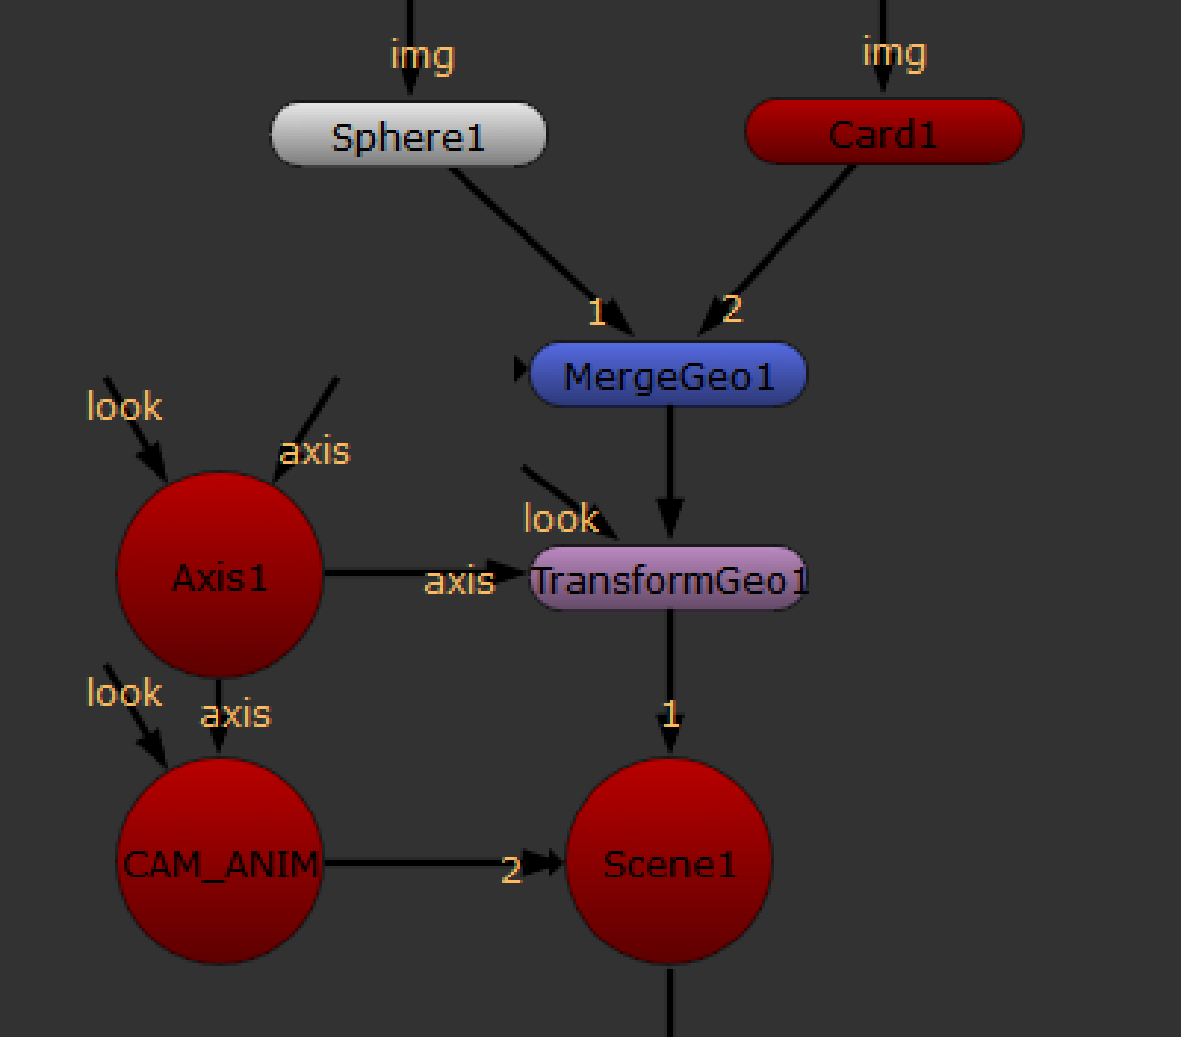 img
img
Sphere1
Card1
1
2
MergeGeo1
look
axis
look
Axis1
axis
TransformGeo1
look
axis
1
CAM_ANIM
2
Scene1